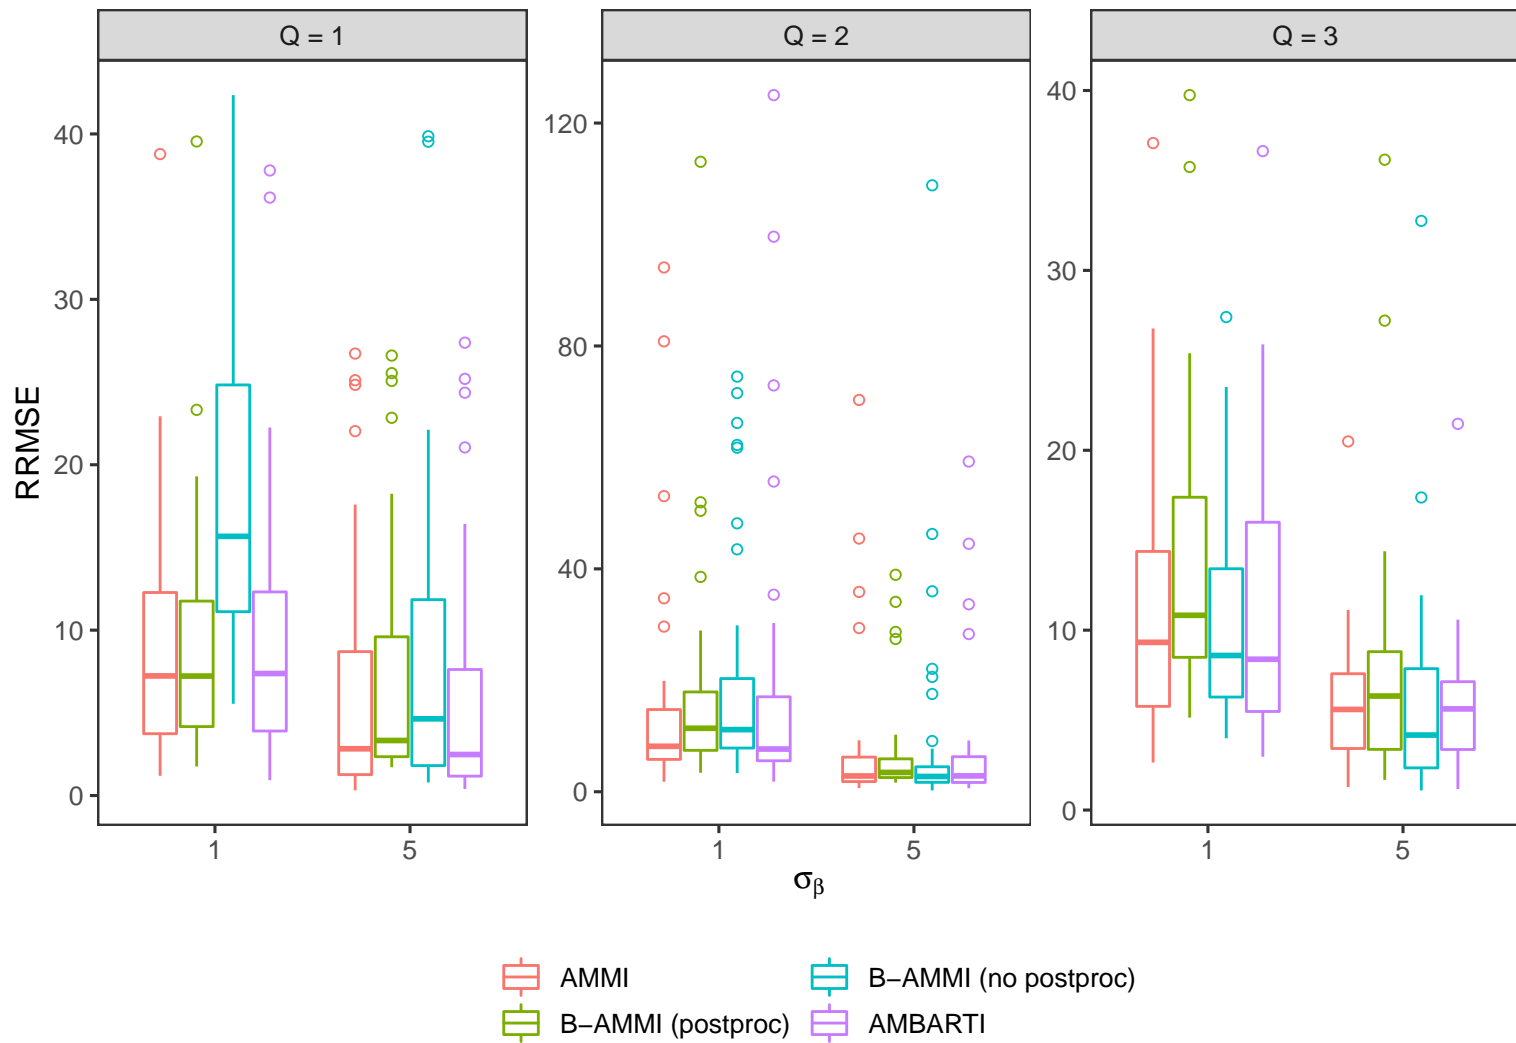 Q = 1
Q = 2
Q = 3
RRMSE
40
30
20
10
0
120
80
40
0
40
30
20
10
0
1
5
1
5
1
5
σβ
AMMI
B−AMMI (postproc)
B−AMMI (no postproc)
AMBARTI